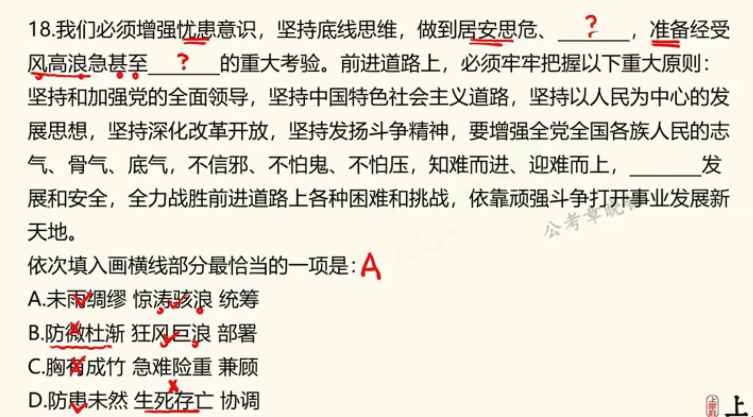 18.我们必须增强忧患意识，坚持底线思维，做到居安思危、______，准备经受
? 
风高浪急甚至______的重大考验。前进道路上，必须牢牢把握以下重大原则：
?
坚持和加强党的全面领导，坚持中国特色社会主义道路，坚持以人民为中心的发
展思想，坚持深化改革开放，坚持发扬斗争精神，要增强全党全国各族人民的志
气、骨气、底气，不信邪、不怕鬼、不怕压，知难而进、迎难而上，______发
展和安全，全力战胜前进道路上各种困难和挑战，依靠顽强斗争打开事业发展新
天地。
公考章晓
依次填入画横线部分最恰当的一项是：A
A.未雨绸缪 惊涛骇浪 统筹
B.防微杜渐 狂风巨浪 部署
C.胸有成竹 急难险重 兼顾
D.防患未然 生死存亡 协调
上